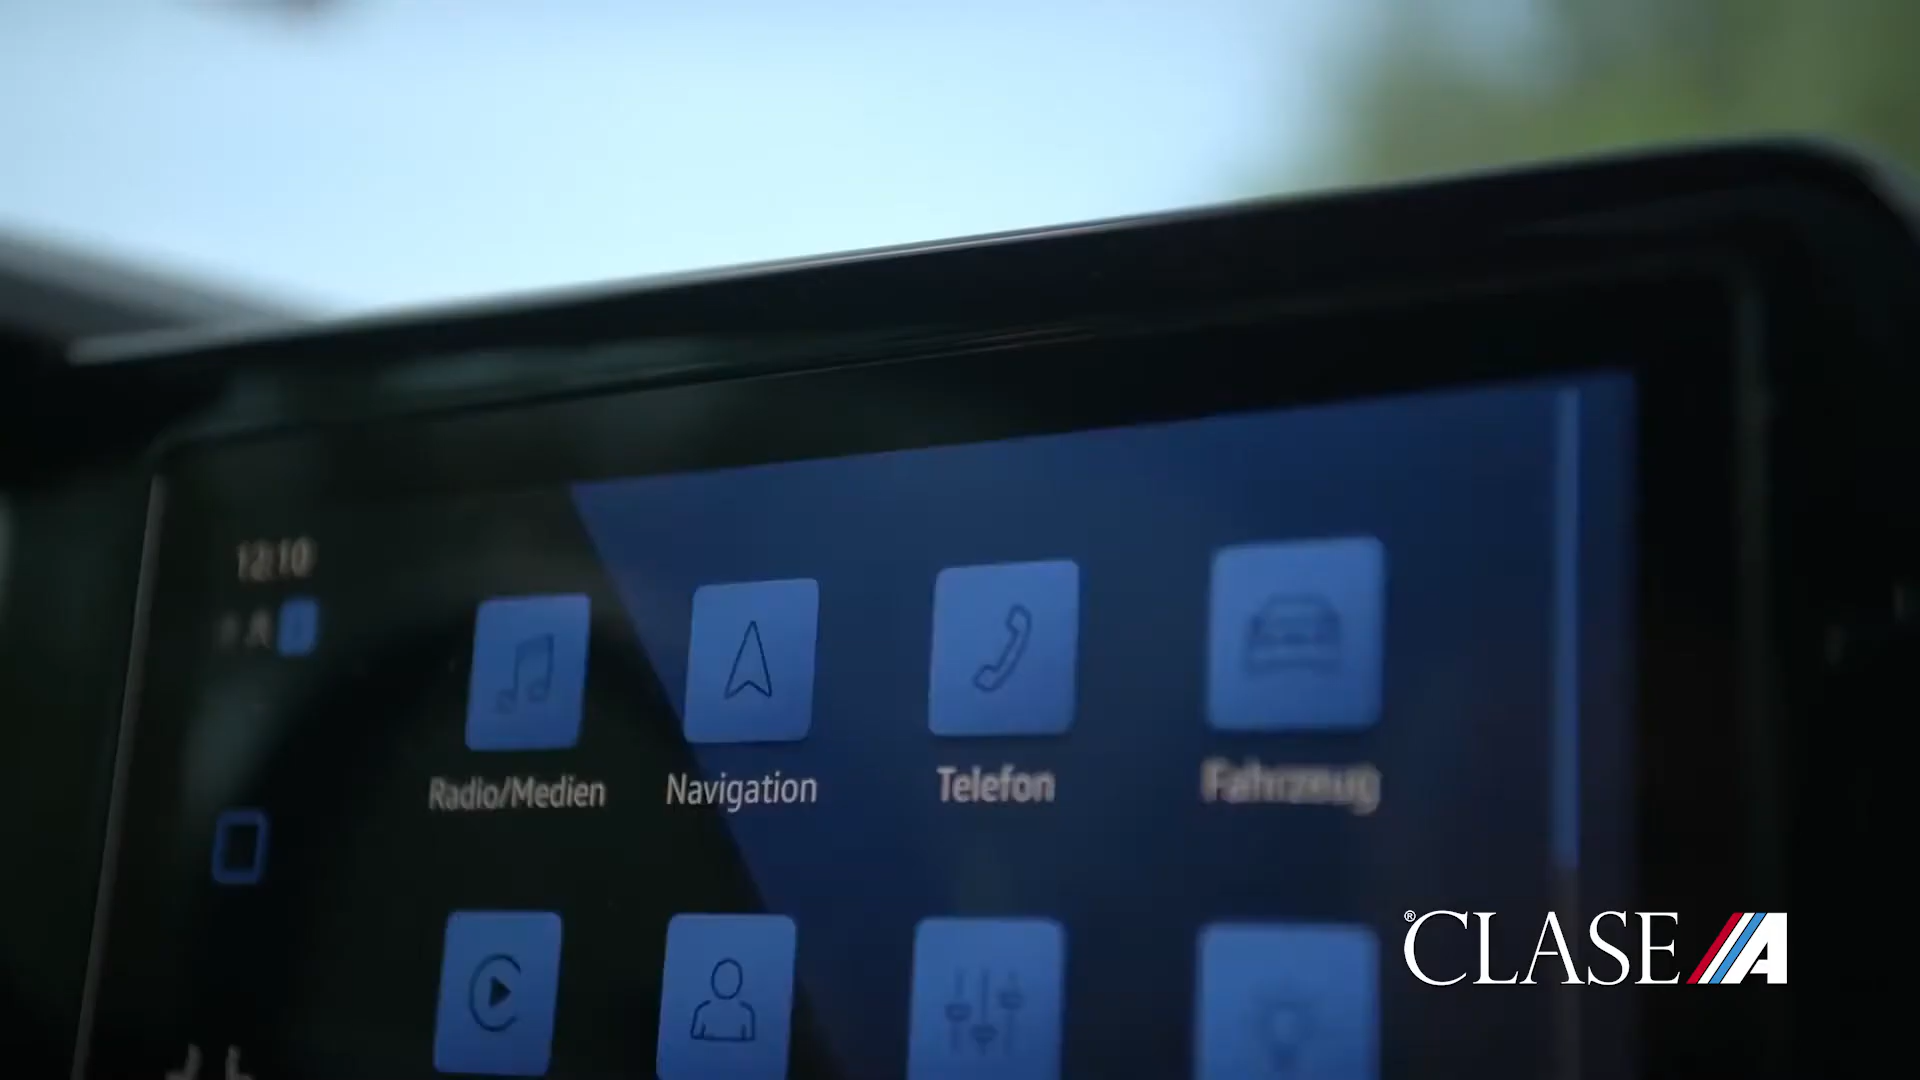 12:10
Radio/Medien
Navigation
Telefon
Fahrzeug
®CLASE A